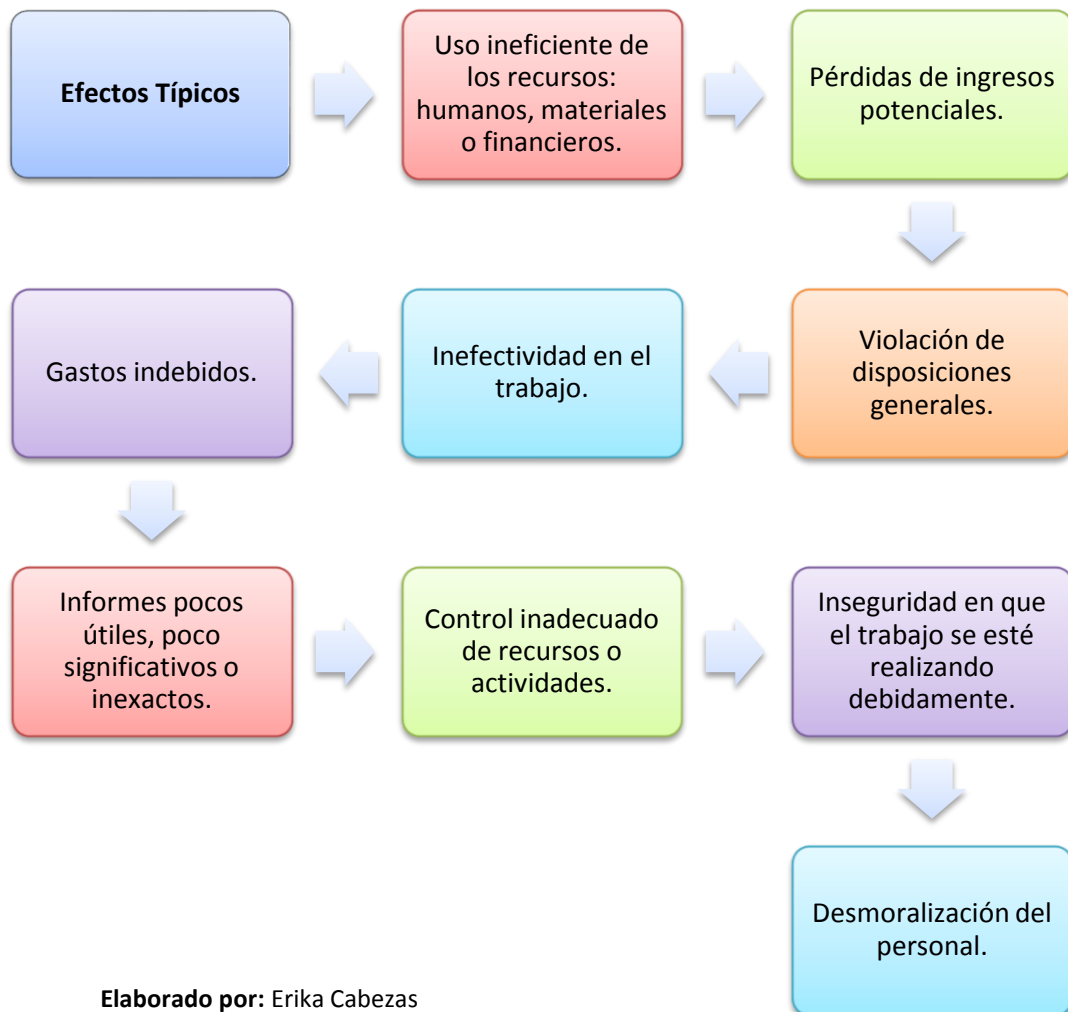 Efectos Típicos
Uso ineficiente de
los recursos:
humanos, materiales
o financieros.
Pérdidas de ingresos
potenciales.
Violación de
disposiciones
generales.
Inefectividad en el
trabajo.
Gastos indebidos.
Informes pocos
útiles, poco
significativos o
inexactos.
Control inadecuado
de recursos o
actividades.
Inseguridad en que
el trabajo se esté
realizando
debidamente.
Desmoralización del
personal.
Elaborado por: Erika Cabezas